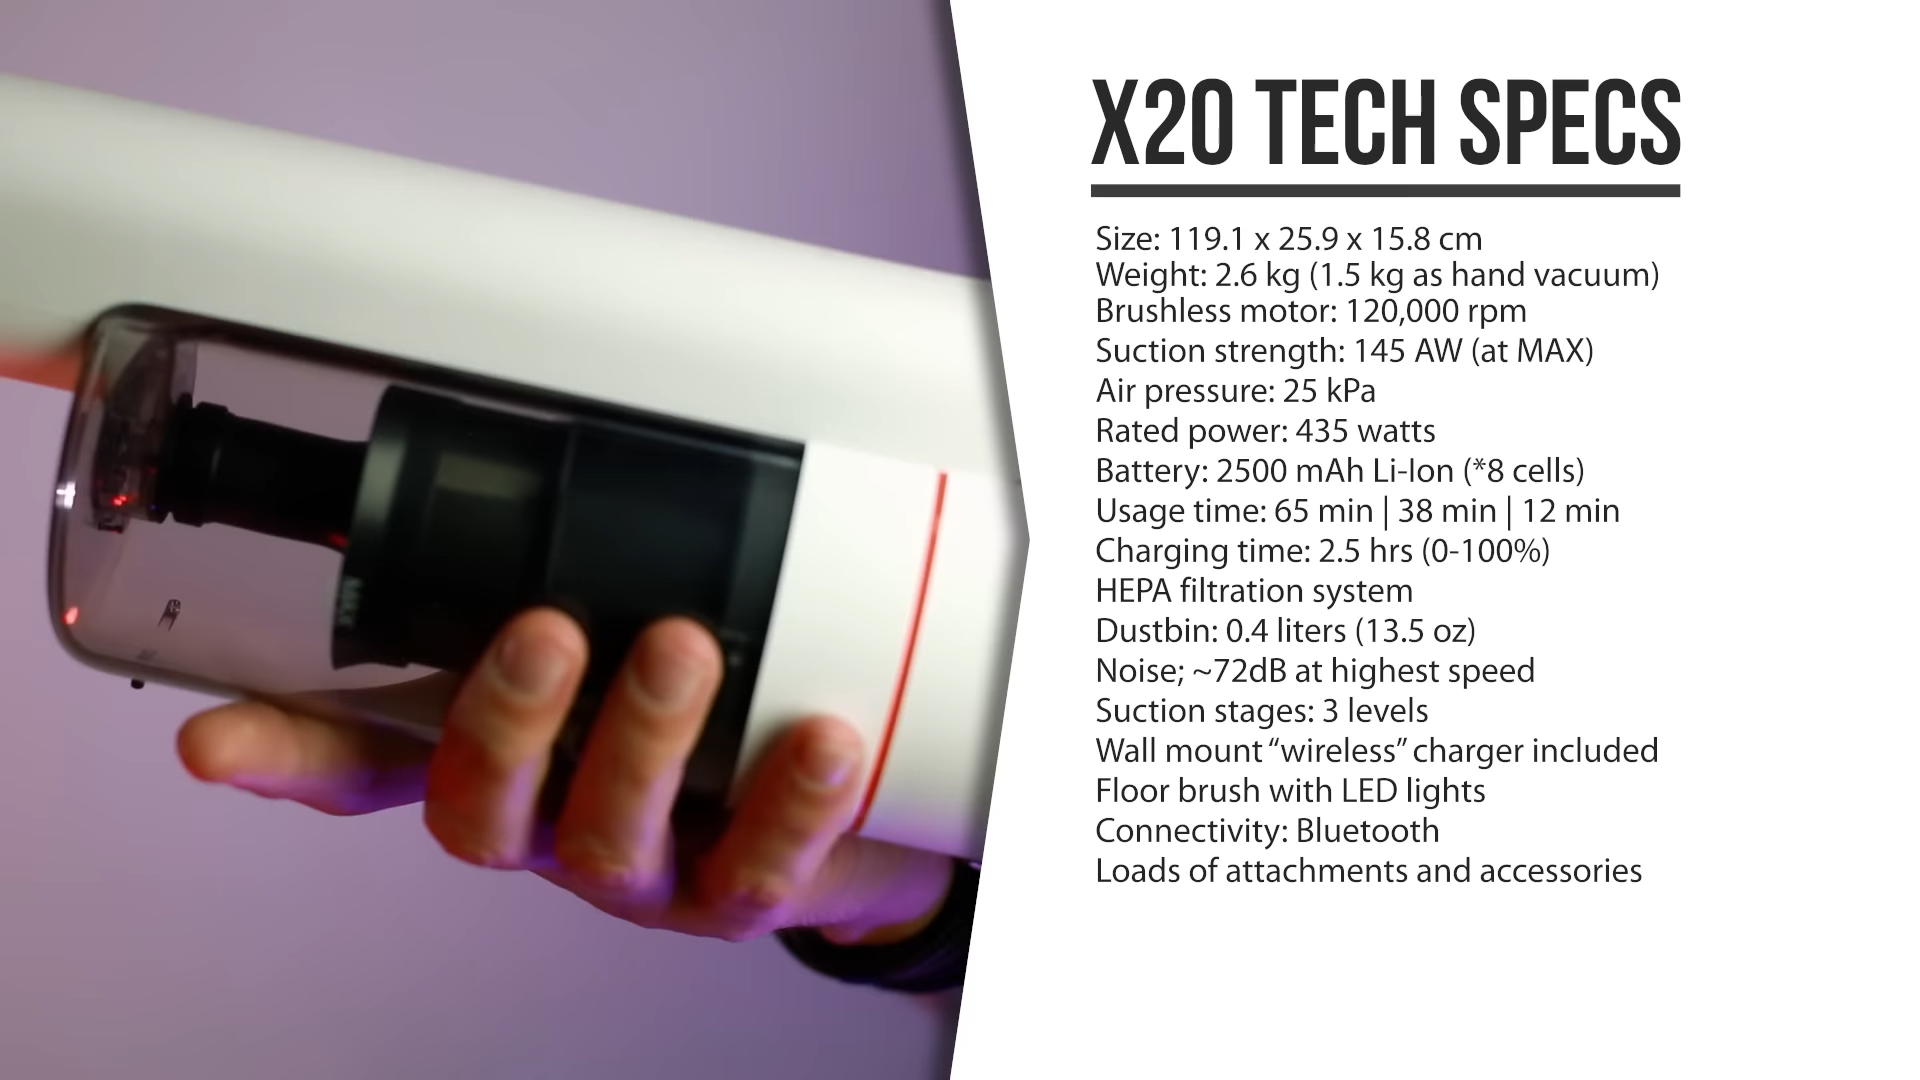 X20 TECH SPECS
Size: 119.1 x 25.9 x 15.8 cm
Weight: 2.6 kg (1.5 kg as hand vacuum)
Brushless motor: 120,000 rpm
Suction strength: 145 AW (at MAX)
Air pressure: 25 kPa
Rated power: 435 watts
Battery: 2500 mAh Li-Ion (*8 cells)
Usage time: 65 min | 38 min | 12 min
Charging time: 2.5 hrs (0-100%)
HEPA filtration system
Dustbin: 0.4 liters (13.5 oz)
Noise; ~72dB at highest speed
Suction stages: 3 levels
Wall mount “wireless” charger included
Floor brush with LED lights
Connectivity: Bluetooth
Loads of attachments and accessories